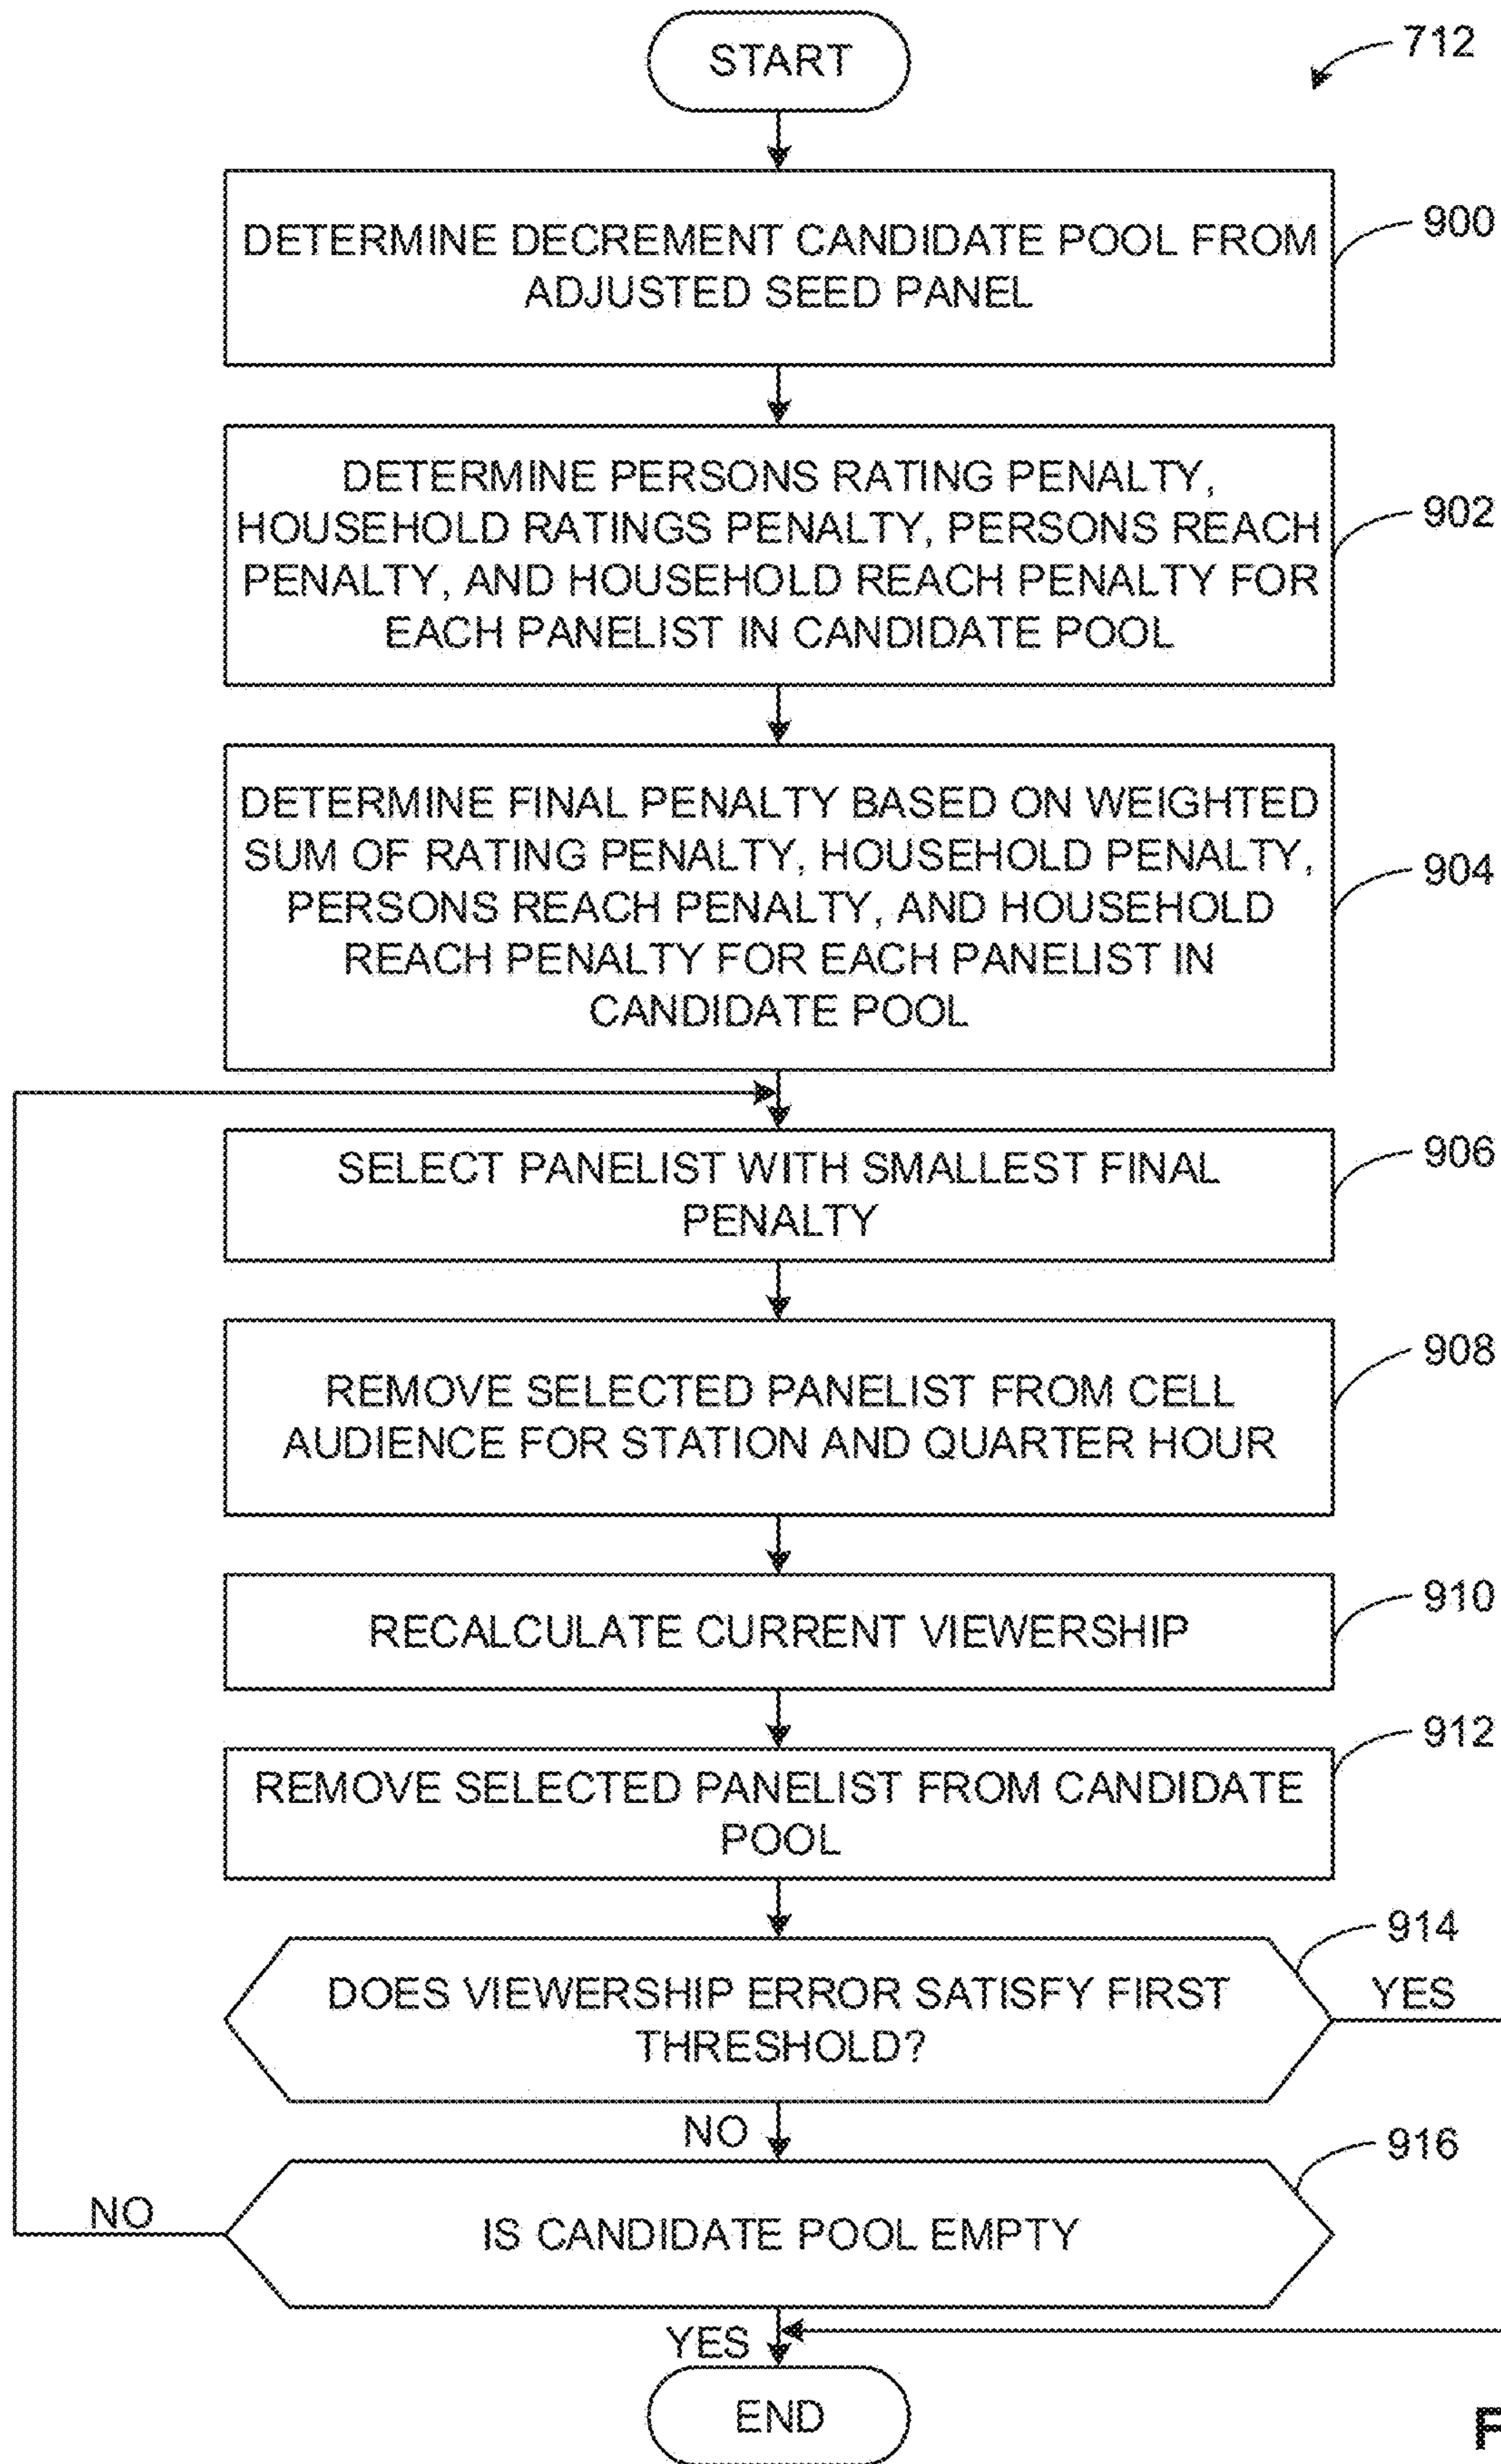 START
712
DETERMINE DECREMENT CANDIDATE POOL FROM
ADJUSTED SEED PANEL
900
DETERMINE PERSONS RATING PENALTY,
HOUSEHOLD RATINGS PENALTY, PERSONS REACH
PENALTY, AND HOUSEHOLD REACH PENALTY FOR
EACH PANELIST IN CANDIDATE POOL
902
DETERMINE FINAL PENALTY BASED ON WEIGHTED
SUM OF RATING PENALTY, HOUSEHOLD PENALTY,
PERSONS REACH PENALTY, AND HOUSEHOLD
REACH PENALTY FOR EACH PANELIST IN
CANDIDATE POOL
904
SELECT PANELIST WITH SMALLEST FINAL
PENALTY
906
REMOVE SELECTED PANELIST FROM CELL
AUDIENCE FOR STATION AND QUARTER HOUR
908
RECALCULATE CURRENT VIEWERSHIP
910
REMOVE SELECTED PANELIST FROM CANDIDATE
POOL
912
DOES VIEWERSHIP ERROR SATISFY FIRST
THRESHOLD?
914
YES
NO
IS CANDIDATE POOL EMPTY
916
NO
YES
END